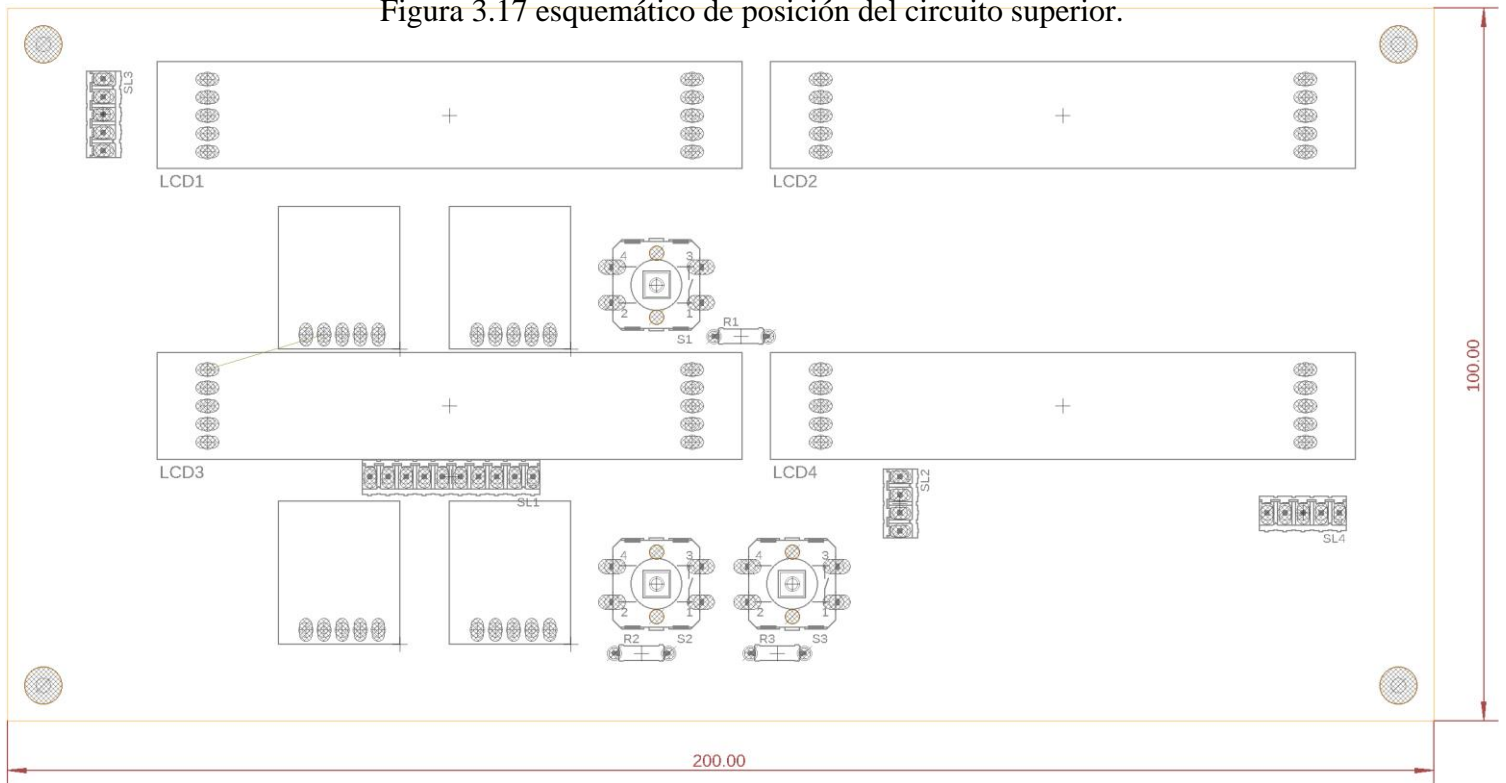 Figura 3.17 esquemático de posición del circuito superior.
SL3
LCD1
LCD2
4
3
2
1
S1
R1
100.00
LCD3
LCD4
SL1
SL2
SL4
4
3
2
1
R2
S2
4
3
2
1
R3
S3
200.00